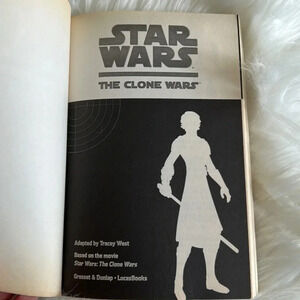 STAR
WARS
THE CLONE WARS
Adapted by Tracey West
Based on the movie
Star Wars: The Clone Wars
Grosset & Dunlap • LucasBooks